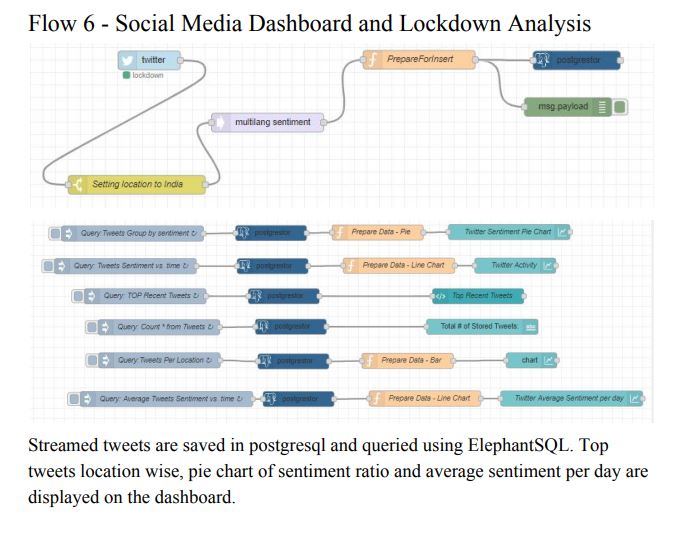 Flow 6 - Social Media Dashboard and Lockdown Analysis
twitter
lockdown
PrepareForInsert
postgrestor
msg.payload
multilang sentiment
Setting location to India
Query:Tweets Group by sentiment ↻ postgrestor Prepare Data - Pie Twitter Sentiment Pie Chart
Query: Tweets Sentiment vs. time ↻ postgrestor Prepare Data - Line Chart Twitter Activity
Query: TOP Recent Tweets ↻ postgrestor Top Recent Tweets
Query: Count * from Tweets ↻ postgrestor Total # of Stored Tweets: abc
Query: Tweets Per Location ↻ postgrestor Prepare Data - Bar chart
Query: Average Tweets Sentiment vs. time ↻ postgrestor Prepare Data - Line Chart Twitter Average Sentiment per day
Streamed tweets are saved in postgresql and queried using ElephantSQL. Top
tweets location wise, pie chart of sentiment ratio and average sentiment per day are
displayed on the dashboard.